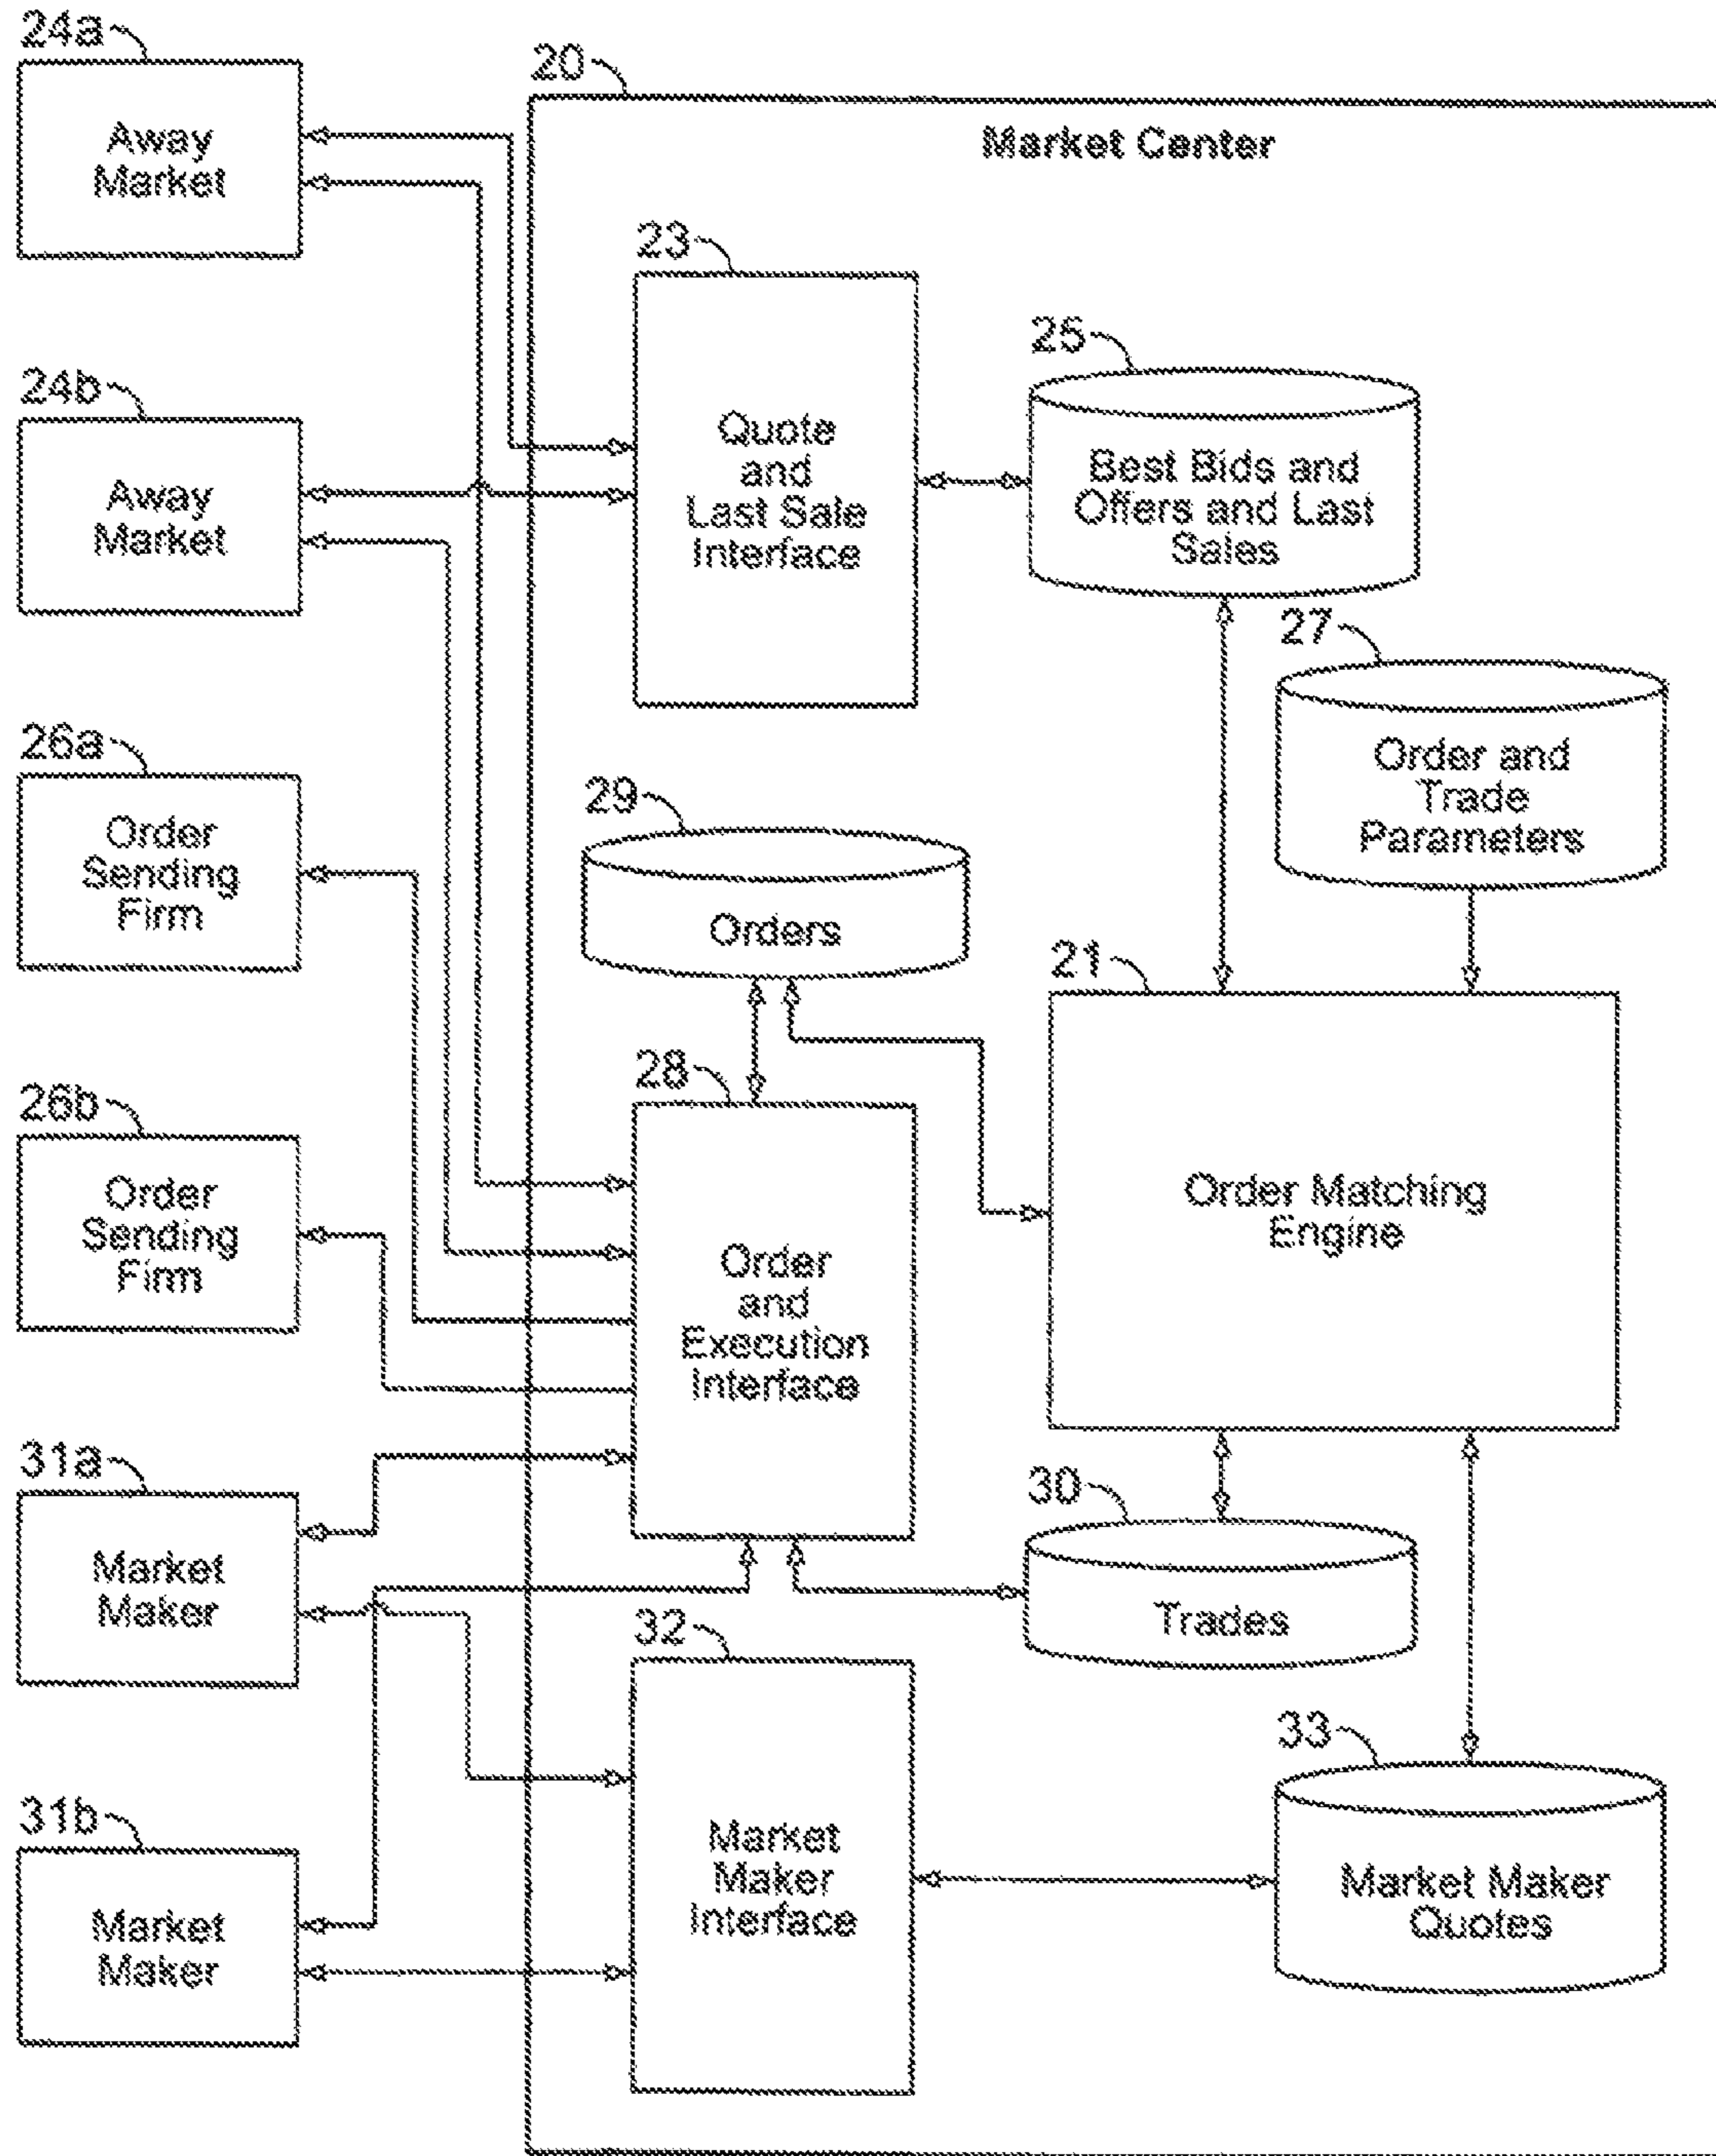 24a
Away
Market
20
Market Center
23
Quote
and
Last Sale
Interface
25
Best Bids and
Offers and Last
Sales
24b
Away
Market
27
Order and
Trade
Parameters
26a
Order
Sending
Firm
29
Orders
21
Order Matching
Engine
28
Order
and
Execution
Interface
26b
Order
Sending
Firm
31a
Market
Maker
30
Trades
32
Market
Maker
Interface
33
Market Maker
Quotes
31b
Market
Maker